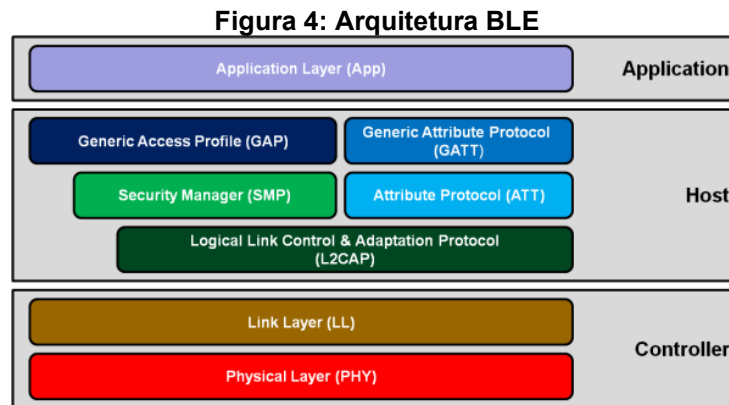 Figura 4: Arquitetura BLE
Application Layer (App)
Application
Generic Access Profile (GAP)
Generic Attribute Protocol
(GATT)
Security Manager (SMP)
Attribute Protocol (ATT)
Host
Logical Link Control & Adaptation Protocol
(L2CAP)
Link Layer (LL)
Controller
Physical Layer (PHY)